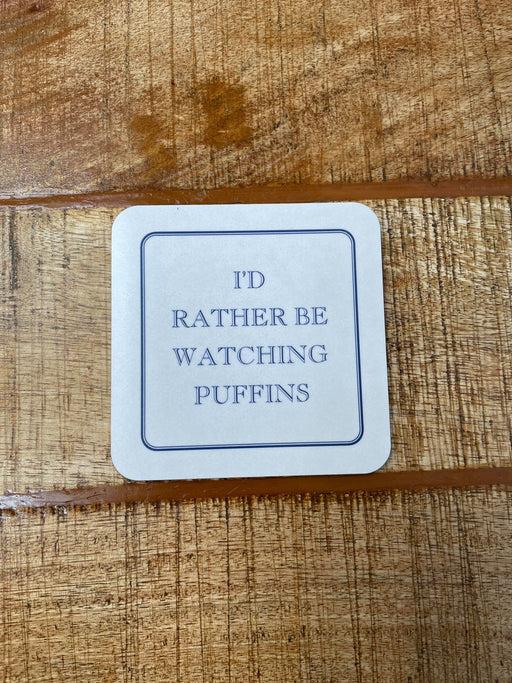 I'D
RATHER BE
WATCHING
PUFFINS